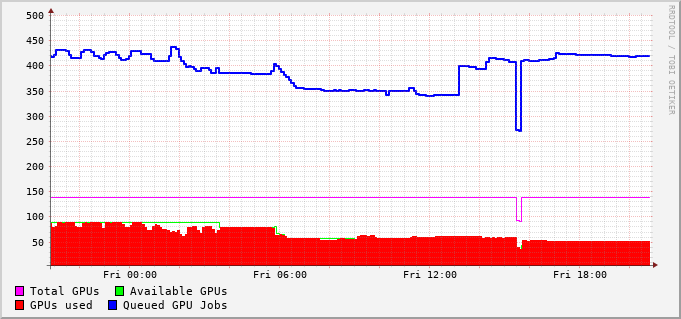 500
450
400
350
300
250
200
150
100
50
Fri 00:00 Fri 06:00 Fri 12:00 Fri 18:00
Total GPUs Available GPUs
GPUs used Queued GPU Jobs
RRDTOOL / TOBI OETIKER